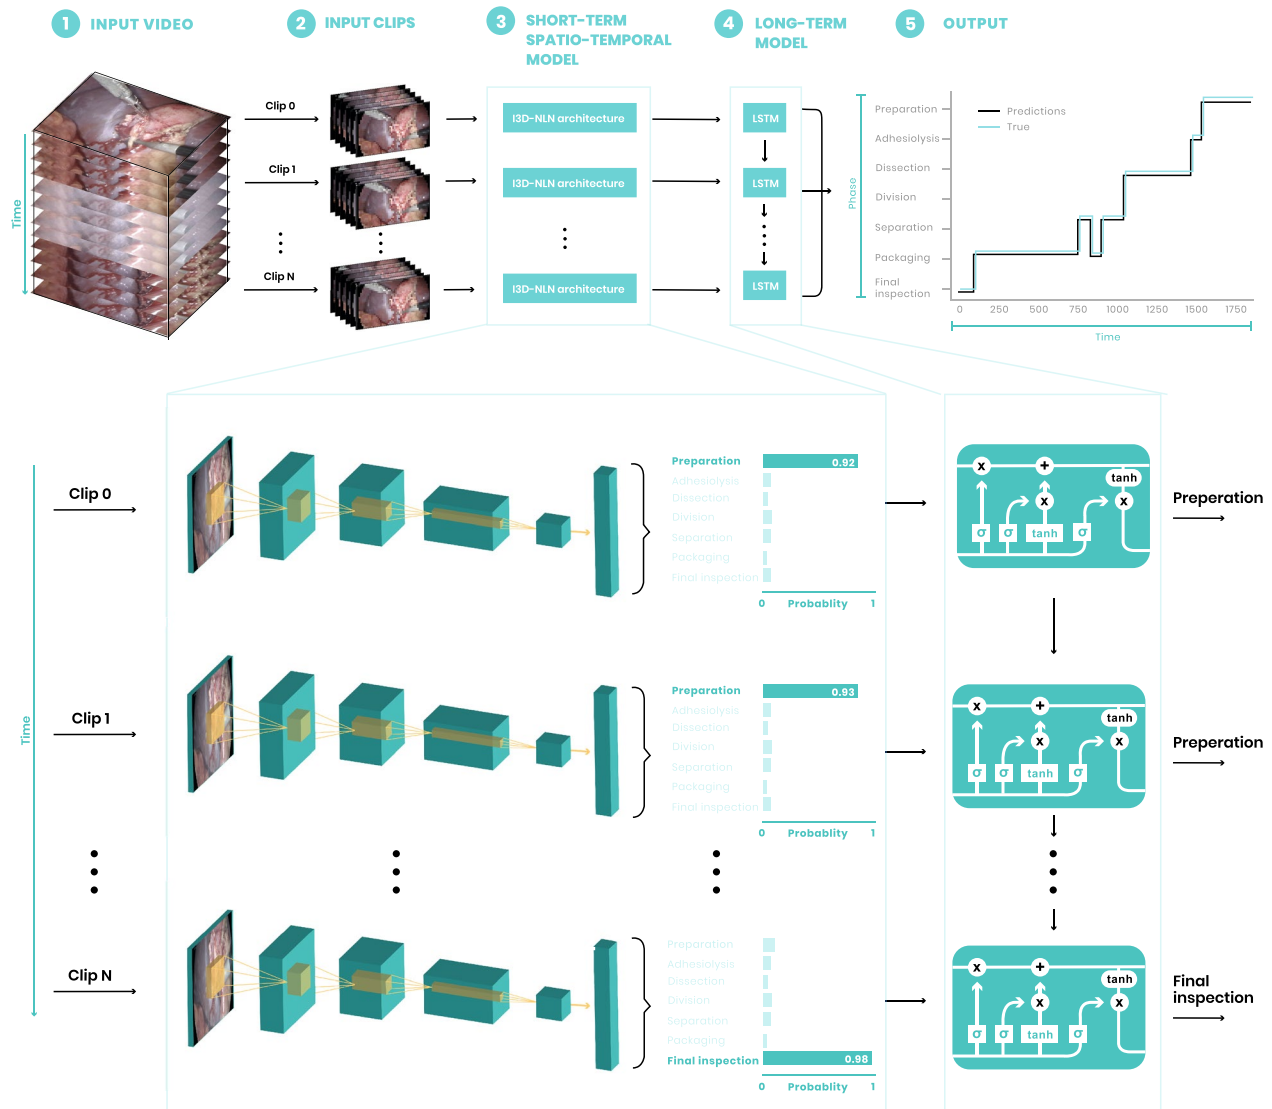 1 INPUT VIDEO
2 INPUT CLIPS
3 SHORT-TERM
SPATIO-TEMPORAL
MODEL
4 LONG-TERM
MODEL
5 OUTPUT
Time
Clip 0
Clip 1
Clip N
I3D-NLN architecture
I3D-NLN architecture
I3D-NLN architecture
LSTM
LSTM
LSTM
Phase
Preparation
Adhesiolysis
Dissection
Division
Separation
Packaging
Final
inspection
Predictions
True
0 250 500 750 1000 1250 1500 1750
Time
Time
Clip 0
Preparation 0.92
Adhesiolysis
Dissection
Division
Separation
Packaging
Final inspection
0 Probablity 1
x +
tanh
x x
σ σ tanh σ
Preperation
Clip 1
Preparation 0.93
Adhesiolysis
Dissection
Division
Separation
Packaging
Final inspection
0 Probablity 1
x +
tanh
x x
σ σ tanh σ
Preperation
Clip N
Preparation
Adhesiolysis
Dissection
Division
Separation
Packaging
Final inspection 0.98
0 Probablity 1
x +
tanh
x x
σ σ tanh σ
Final
inspection